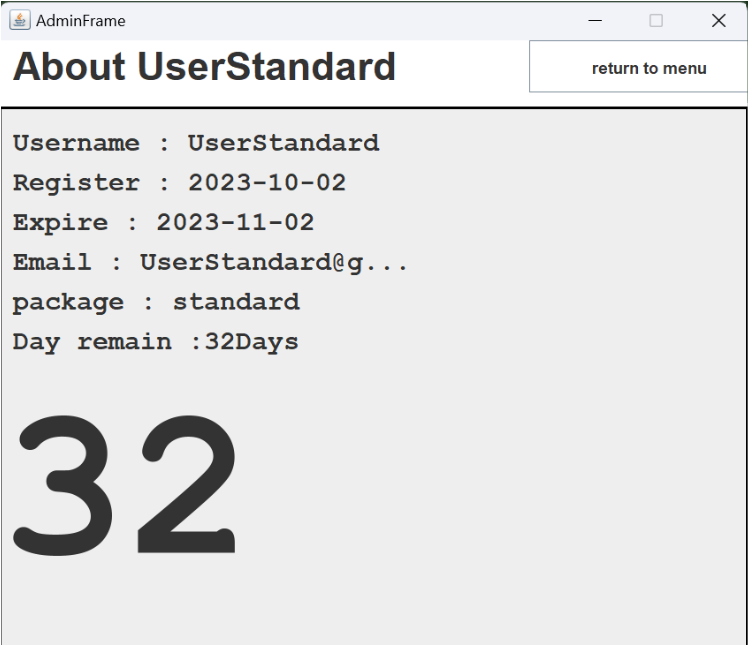 AdminFrame
About UserStandard
return to menu
Username : UserStandard
Register : 2023-10-02
Expire : 2023-11-02
Email : UserStandard@g...
package : standard
Day remain :32Days
32